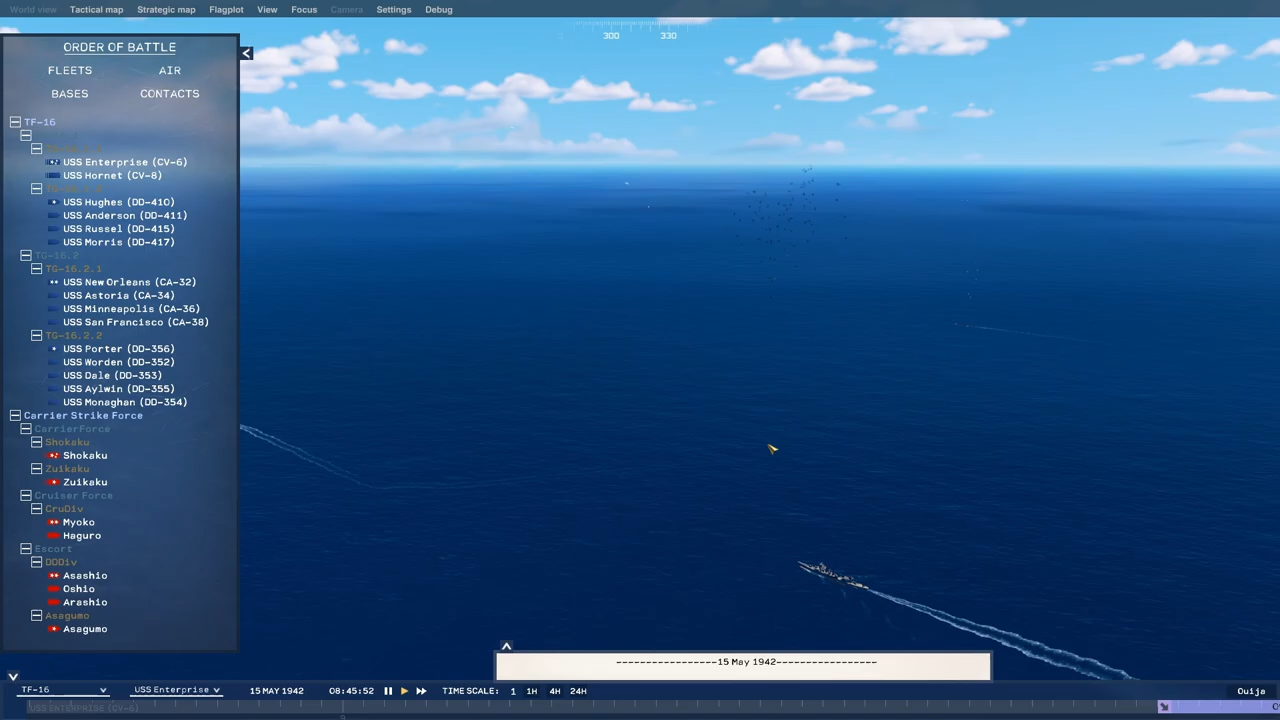 World view Tactical map Strategic map Flagplot View Focus Camera Settings Debug
300 330
ORDER OF BATTLE
FLEETS AIR
BASES CONTACTS
TF-16
USS Enterprise (CV-6)
USS Hornet (CV-8)
USS Hughes (DD-410)
USS Anderson (DD-411)
USS Russel (DD-415)
USS Morris (DD-417)
TG-16.2
TG-16.2.1
USS New Orleans (CA-32)
USS Astoria (CA-34)
USS Minneapolis (CA-36)
USS San Francisco (CA-38)
TG-16.2.2
USS Porter (DD-356)
USS Worden (DD-352)
USS Dale (DD-353)
USS Aylwin (DD-355)
USS Monaghan (DD-354)
Carrier Strike Force
CarrierForce
Shokaku
Shokaku
Zuikaku
Zuikaku
Cruiser Force
CruDiv
Myoko
Haguro
Escort
DDDiv
Asashio
Oshio
Arashio
Asagumo
Asagumo
-----------------15 May 1942-----------------
TF-16 USS Enterprise 15 MAY 1942 08:45:52 TIME SCALE: 1 1H 4H 24H Ouija
USS ENTERPRISE (CV-6) 9